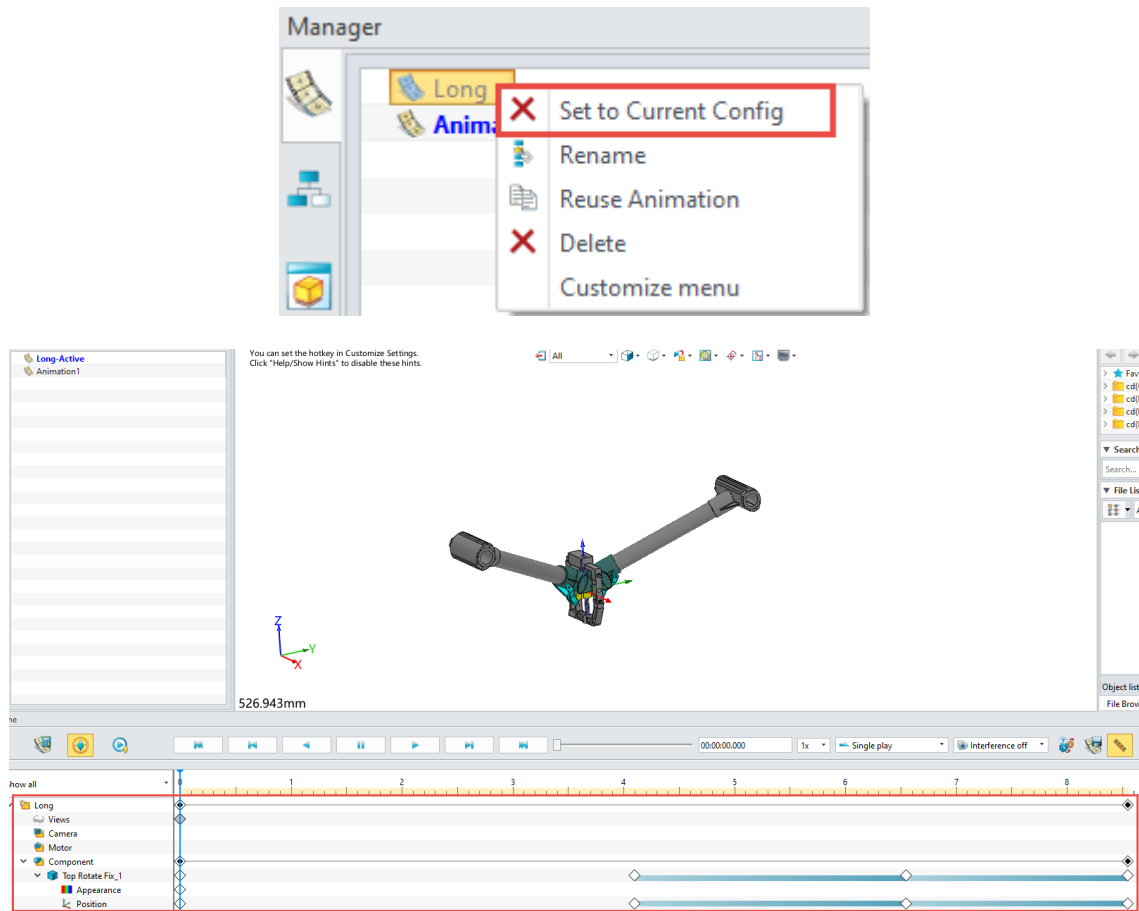 Manager
Long
Anima
Set to Current Config
Rename
Reuse Animation
Delete
Customize menu
Long-Active
Animation1
You can set the hotkey in Customize Settings.
Click "Help/Show Hints" to disable these hints.
All
Fav
cd(
cd(
cd(
cd(
Search
Search...
File Lis
Z
Y
X
526.943mm
Object list
File Brow
ne
00:00:00.000
1x
Single play
Interference off
how all
0 1 2 3 4 5 6 7 8
Long
Views
Camera
Motor
Component
Top Rotate Fix_1
Appearance
Position